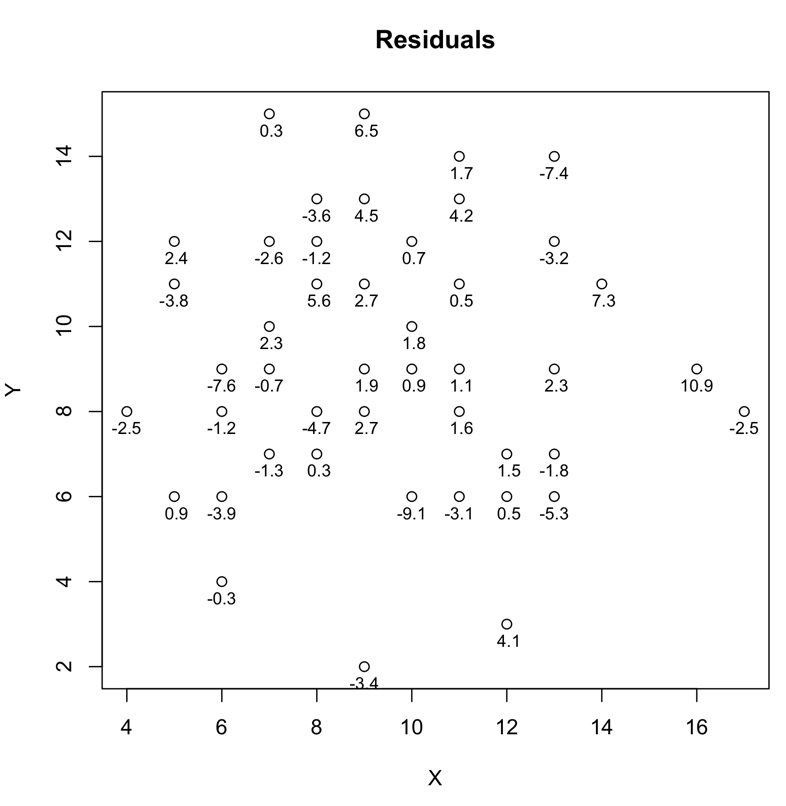 Residuals
0.3 6.5
14 1.7 -7.4
-3.6 4.5 4.2
12 2.4 -2.6 -1.2 0.7 -3.2
-3.8 5.6 2.7 0.5 7.3
10 2.3 1.8
-7.6 -0.7 1.9 0.9 1.1 2.3 10.9
Y
8 -2.5 -1.2 -4.7 2.7 1.6 -2.5
-1.3 0.3 1.5 -1.8
6 0.9 -3.9 -9.1 -3.1 0.5 -5.3
4 -0.3
4.1
2 -3.4
4 6 8 10 12 14 16
X